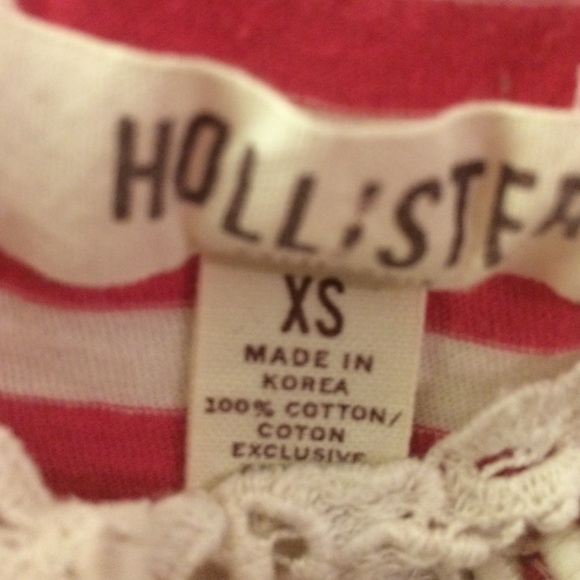 HOLLISTER
XS
MADE IN
KOREA
100% COTTON/
COTON
EXCLUSIVE